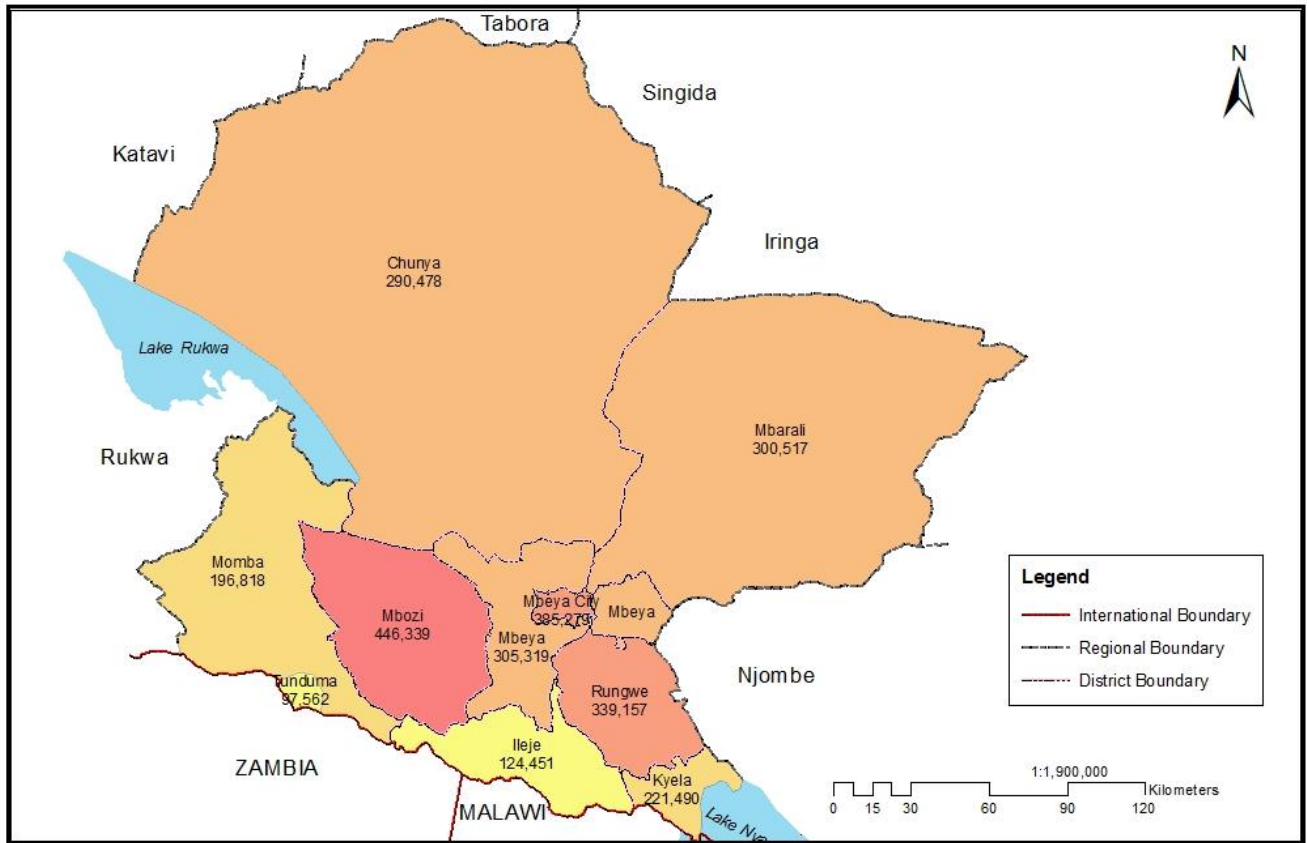 Tabora
N
Singida
Katavi
Iringa
Chunya
290,478
Lake Rukwa
Mbarali
300,517
Rukwa
Momba
196,818
Mbozi
446,339
Mbeya City
385,279
Mbeya
Mbeya
305,319
Legend
International Boundary
Regional Boundary
District Boundary
Njombe
Rungwe
339,157
Tunduma
97,562
Ileje
124,451
ZAMBIA
Kyela
221,490
MALAWI
Lake Nya
1:1,900,000
Kilometers
0 15 30 60 90 120